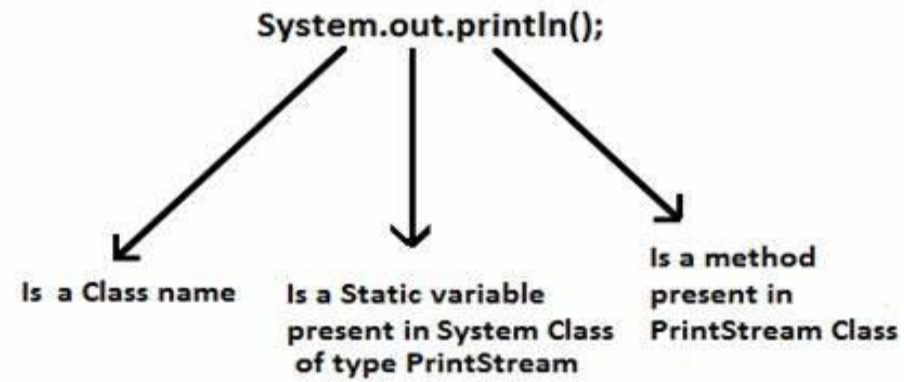 System.out.println();
Is a Class name
Is a Static variable
present in System Class
of type PrintStream
Is a method
present in
PrintStream Class